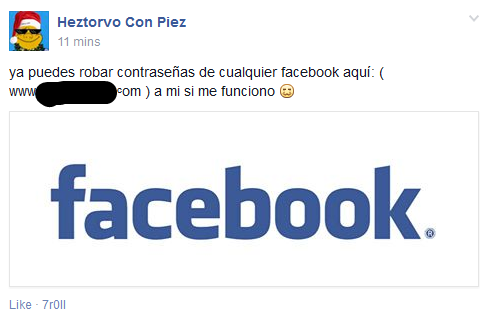 Heztorvo Con Piez
11 mins
ya puedes robar contraseñas de cualquier facebook aquí: (
www com ) a mi si me funciono
facebook®
Like · 7r0ll